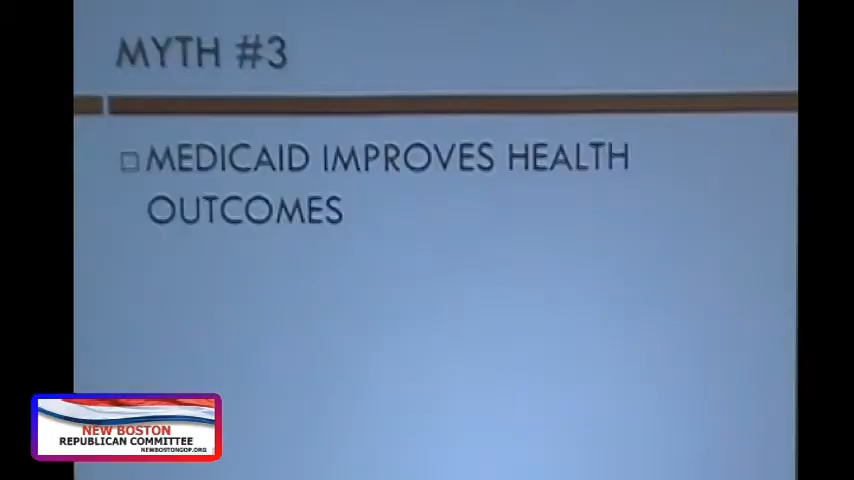 MYTH #3
MEDICAID IMPROVES HEALTH
OUTCOMES
NEW BOSTON
REPUBLICAN COMMITTEE
NEWBOSTONGOP.ORG